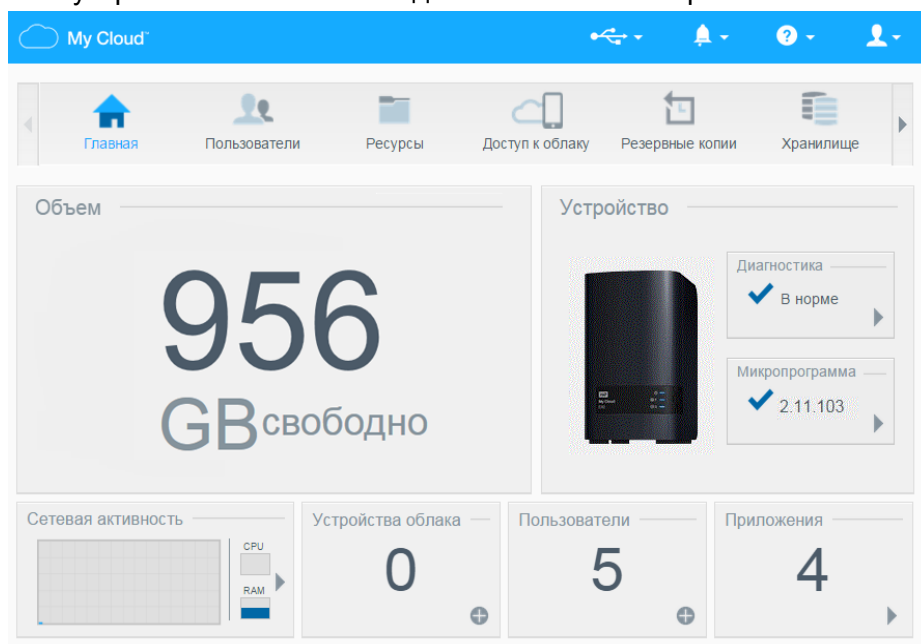 My Cloud™
Главная
Пользователи
Ресурсы
Доступ к облаку
Резервные копии
Хранилище
Объем
956
GB свободно
Устройство
Диагностика
В норме
Микропрограмма
2.11.103
Сетевая активность
CPU
RAM
Устройства облака
0
Пользователи
5
Приложения
4